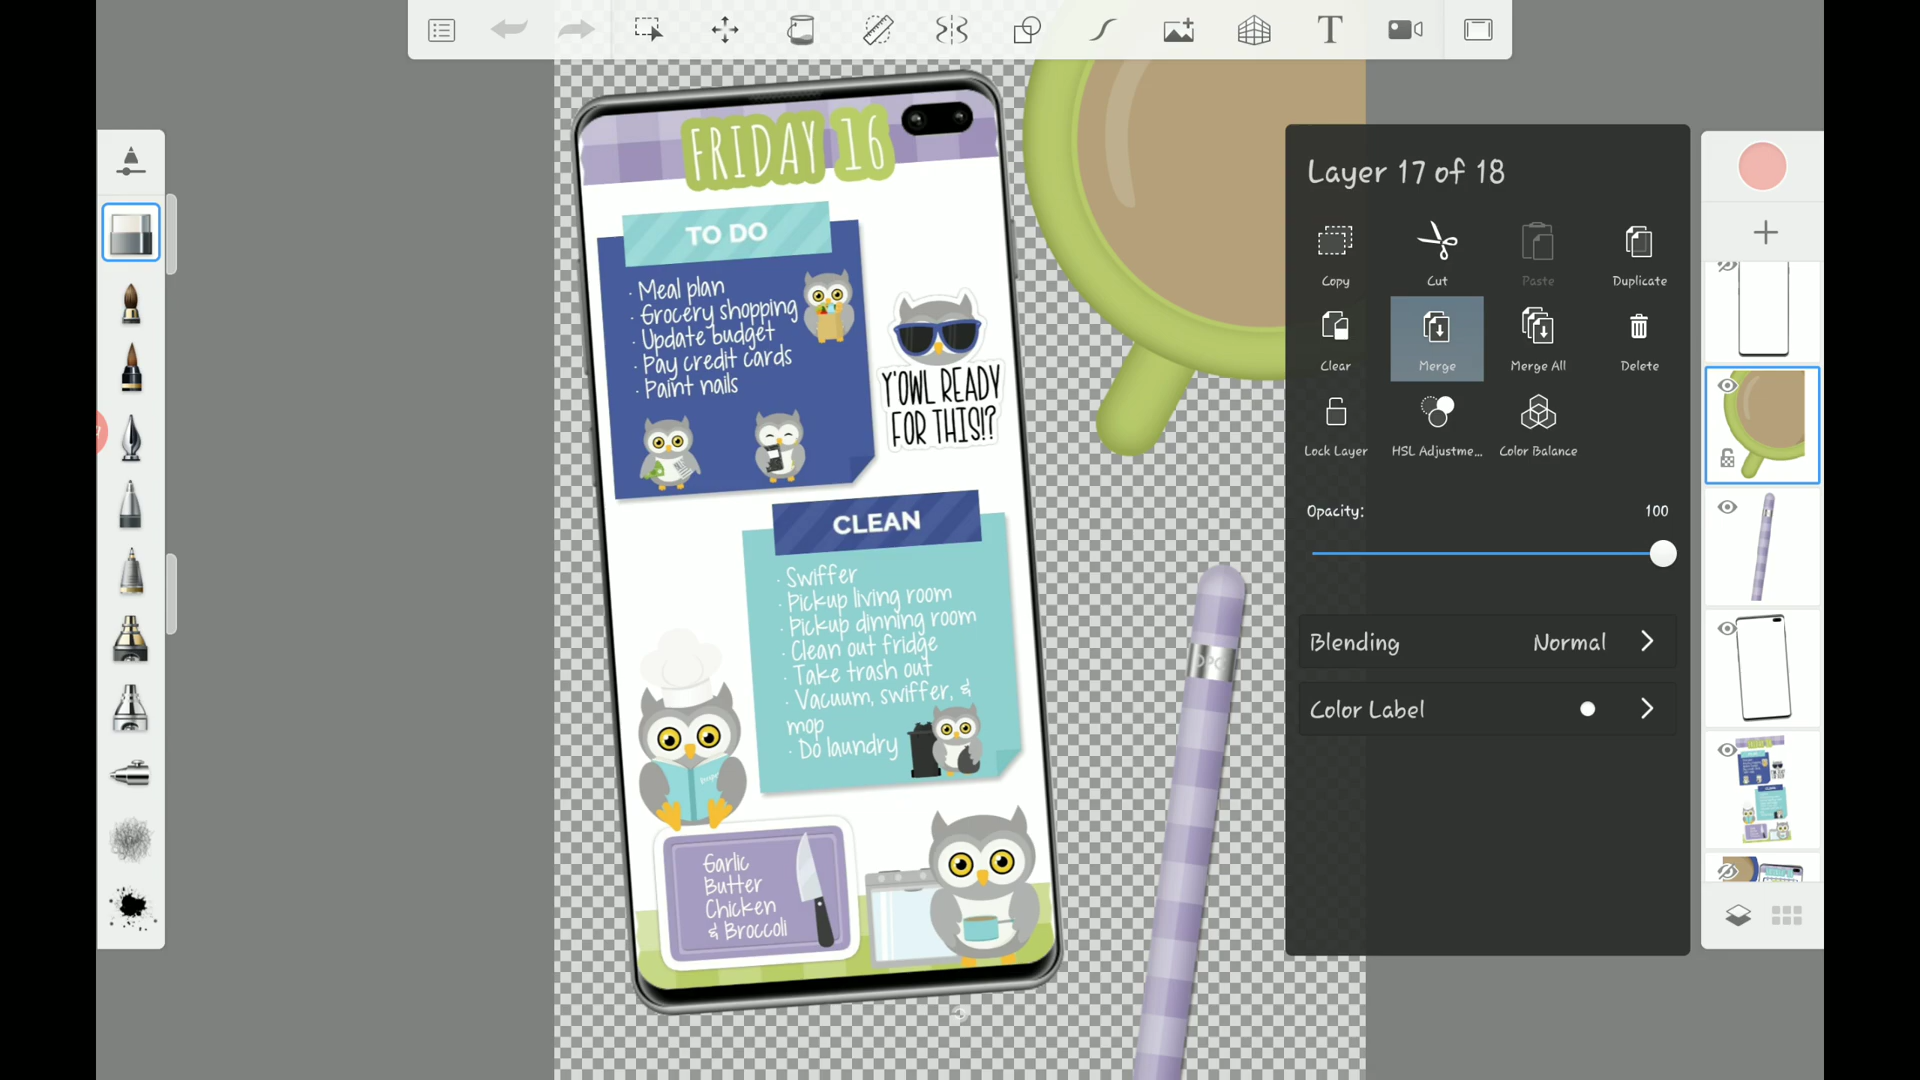 FRIDAY 16
TO DO
· Meal plan
· Grocery shopping
· Update budget
· Pay credit cards
· Paint nails
Y'OWL READY
FOR THIS!?
CLEAN
· Swiffer
· Pickup living room
· Pickup dinning room
· Clean out fridge
· Take trash out
· Vacuum, swiffer, &
mop
· Do laundry
Garlic
Butter
Chicken
& Broccoli
Layer 17 of 18
Copy
Cut
Paste
Duplicate
Clear
Merge
Merge All
Delete
Lock Layer
HSL Adjustme...
Color Balance
Opacity: 100
Blending Normal
Color Label
T